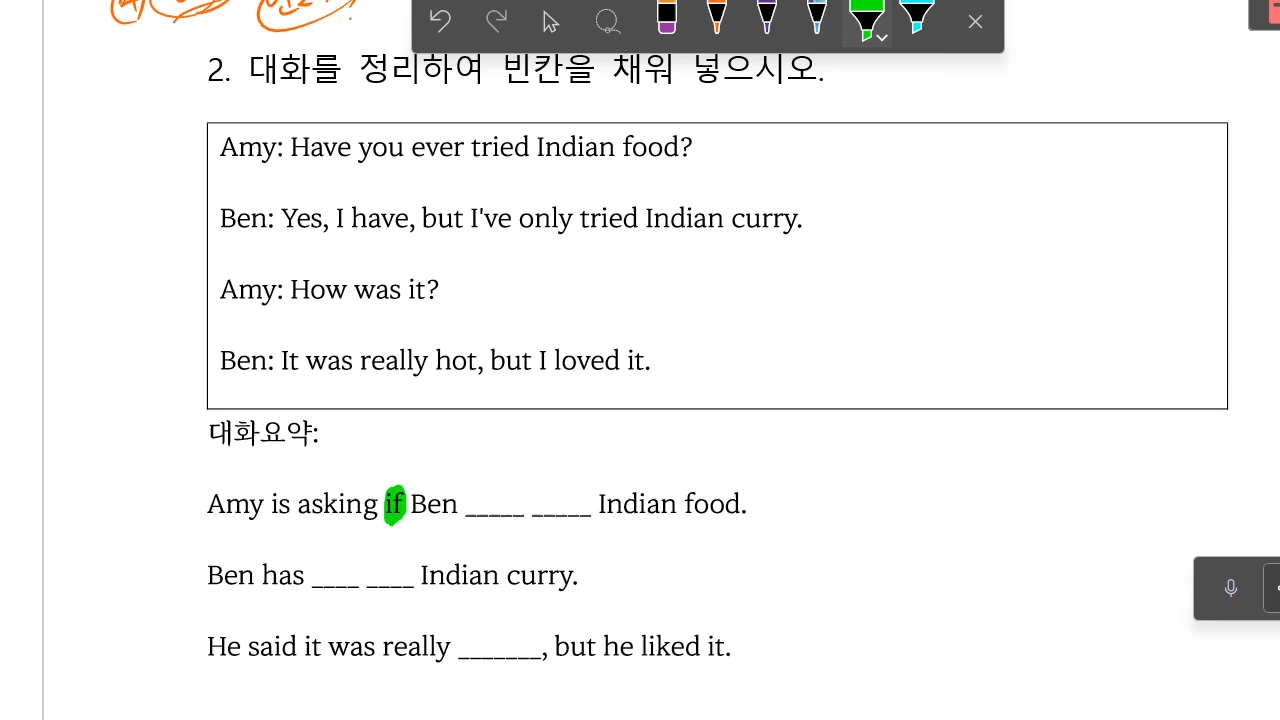 2. 대화를 정리하여 빈칸을 채워 넣으시오.
Amy: Have you ever tried Indian food?
Ben: Yes, I have, but I've only tried Indian curry.
Amy: How was it?
Ben: It was really hot, but I loved it.
대화요약:
Amy is asking if Ben _____ _____ Indian food.
Ben has ____ ____ Indian curry.
He said it was really _______, but he liked it.